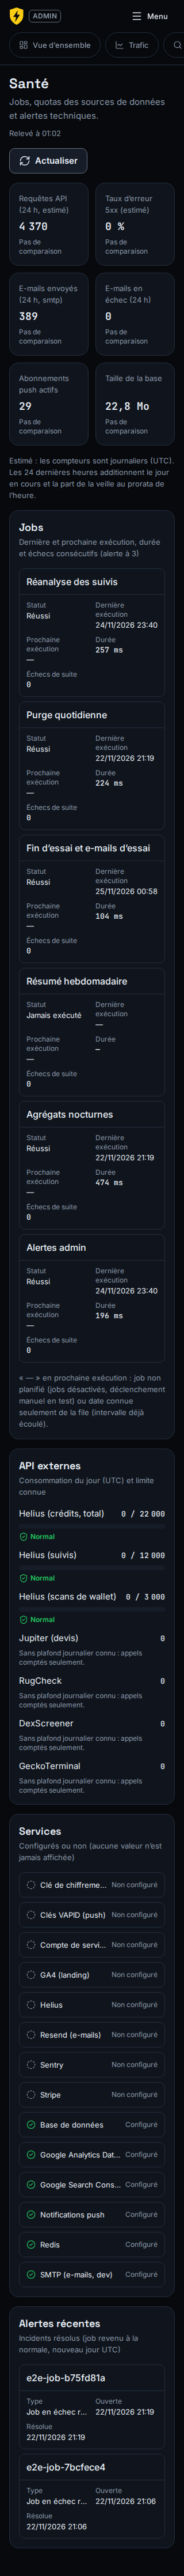 ADMIN
Menu
Vue d'ensemble
Trafic
Santé
Jobs, quotas des sources de données
et alertes techniques.
Relevé à 01:02
Actualiser
Requêtes API
(24 h, estimé)
4 370
Pas de
comparaison
Taux d'erreur
5xx (estimé)
0 %
Pas de
comparaison
E-mails envoyés
(24 h, smtp)
389
Pas de
comparaison
E-mails en
échec (24 h)
0
Pas de
comparaison
Abonnements
push actifs
29
Pas de
comparaison
Taille de la base
22,8 Mo
Pas de
comparaison
Estimé : les compteurs sont journaliers (UTC).
Les 24 dernières heures additionnent le jour
en cours et la part de la veille au prorata de
l'heure.
Jobs
Dernière et prochaine exécution, durée
et échecs consécutifs (alerte à 3)
Réanalyse des suivis
Statut
Réussi
Dernière
exécution
24/11/2026 23:40
Prochaine
exécution
—
Durée
257 ms
Échecs de suite
0
Purge quotidienne
Statut
Réussi
Dernière
exécution
22/11/2026 21:19
Prochaine
exécution
—
Durée
224 ms
Échecs de suite
0
Fin d'essai et e-mails d'essai
Statut
Réussi
Dernière
exécution
25/11/2026 00:58
Prochaine
exécution
—
Durée
104 ms
Échecs de suite
0
Résumé hebdomadaire
Statut
Jamais exécuté
Dernière
exécution
—
Prochaine
exécution
—
Durée
—
Échecs de suite
0
Agrégats nocturnes
Statut
Réussi
Dernière
exécution
22/11/2026 21:19
Prochaine
exécution
—
Durée
474 ms
Échecs de suite
0
Alertes admin
Statut
Réussi
Dernière
exécution
24/11/2026 23:40
Prochaine
exécution
—
Durée
196 ms
Échecs de suite
0
« — » en prochaine exécution : job non
planifié (jobs désactivés, déclenchement
manuel en test) ou date connue
seulement de la file (intervalle déjà
écoulé).
API externes
Consommation du jour (UTC) et limite
connue
Helius (crédits, total) 0 / 22 000
Normal
Helius (suivis) 0 / 12 000
Normal
Helius (scans de wallet) 0 / 3 000
Normal
Jupiter (devis) 0
Sans plafond journalier connu : appels
comptés seulement.
RugCheck 0
Sans plafond journalier connu : appels
comptés seulement.
DexScreener 0
Sans plafond journalier connu : appels
comptés seulement.
GeckoTerminal 0
Sans plafond journalier connu : appels
comptés seulement.
Services
Configurés ou non (aucune valeur n'est
jamais affichée)
Clé de chiffreme... Non configuré
Clés VAPID (push) Non configuré
Compte de servi... Non configuré
GA4 (landing) Non configuré
Helius Non configuré
Resend (e-mails) Non configuré
Sentry Non configuré
Stripe Non configuré
Base de données Configuré
Google Analytics Dat... Configuré
Google Search Cons... Configuré
Notifications push Configuré
Redis Configuré
SMTP (e-mails, dev) Configuré
Alertes récentes
Incidents résolus (job revenu à la
normale, nouveau jour UTC)
e2e-job-b75fd81a
Type
Job en échec r...
Ouverte
22/11/2026 21:19
Résolue
22/11/2026 21:19
e2e-job-7bcfece4
Type
Job en échec r...
Ouverte
22/11/2026 21:06
Résolue
22/11/2026 21:06